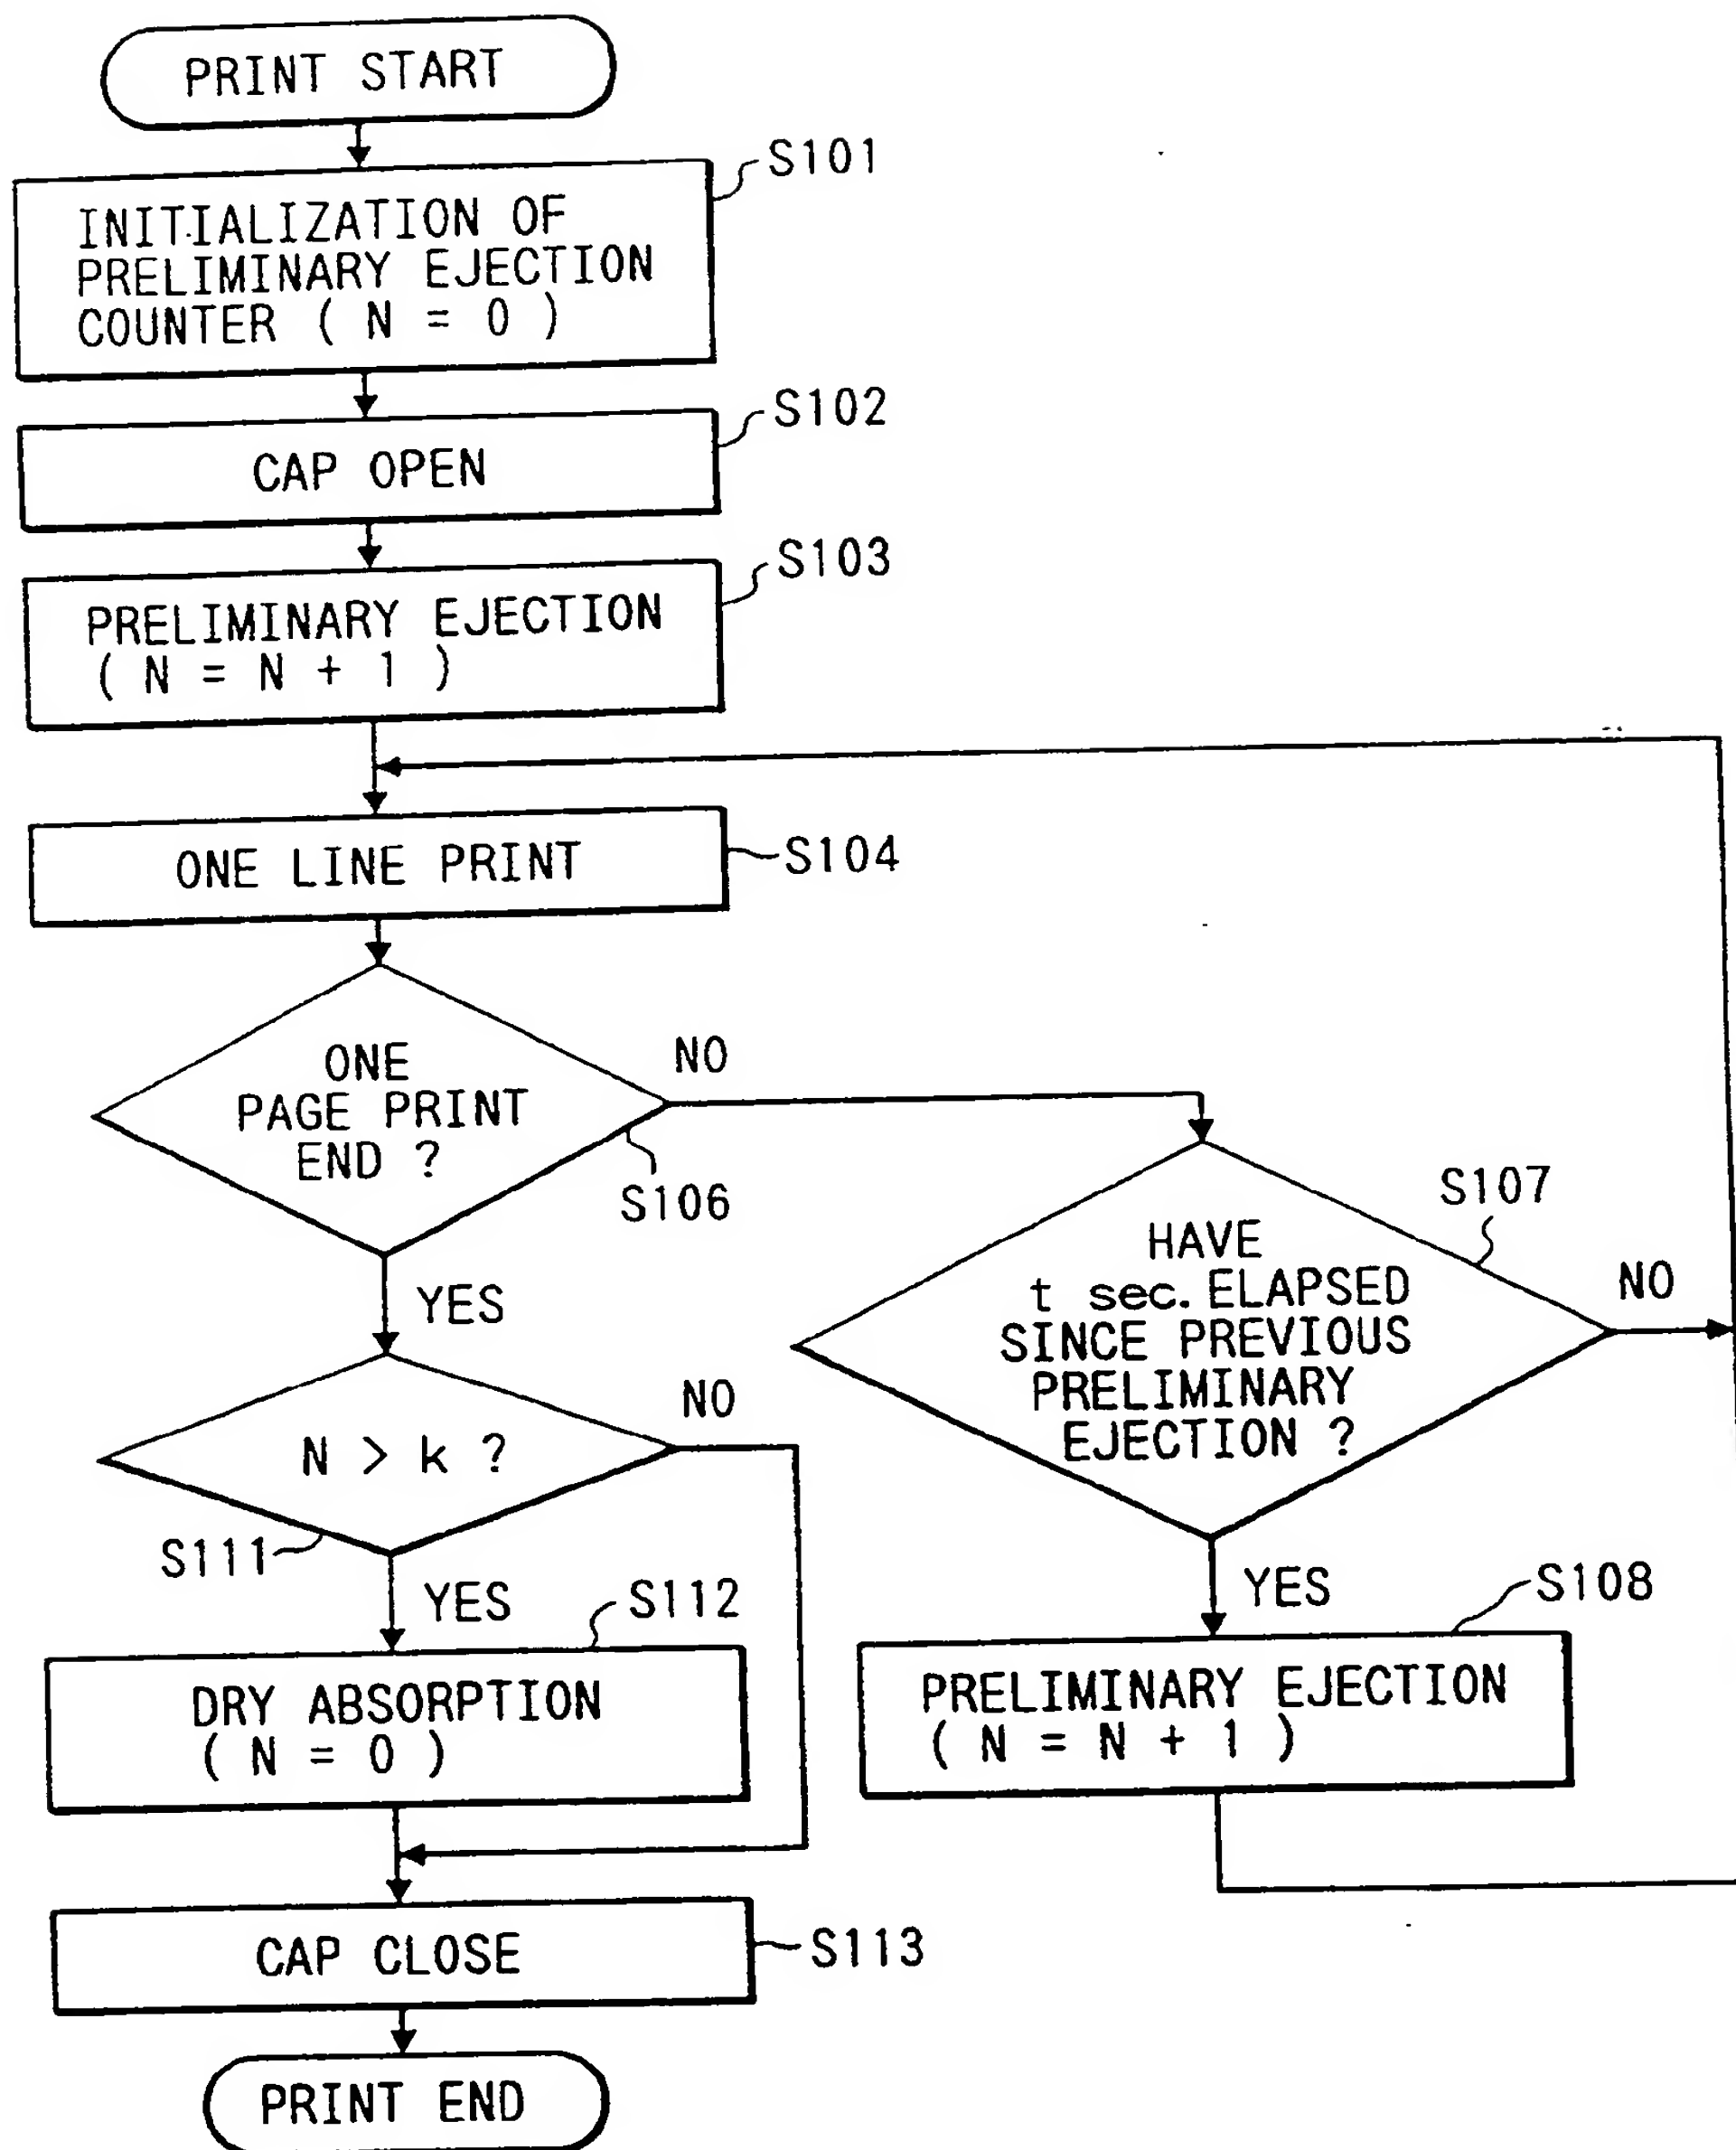 PRINT START
S101
INITIALIZATION OF
PRELIMINARY EJECTION
COUNTER ( N = 0 )
S102
CAP OPEN
S103
PRELIMINARY EJECTION
( N = N + 1 )
ONE LINE PRINT
S104
ONE
PAGE PRINT
END ?
NO
S106
YES
S107
HAVE
t sec. ELAPSED
SINCE PREVIOUS
PRELIMINARY
EJECTION ?
NO
YES
N > k ?
NO
S111
YES
S112
DRY ABSORPTION
( N = 0 )
S108
PRELIMINARY EJECTION
( N = N + 1 )
CAP CLOSE
S113
PRINT END